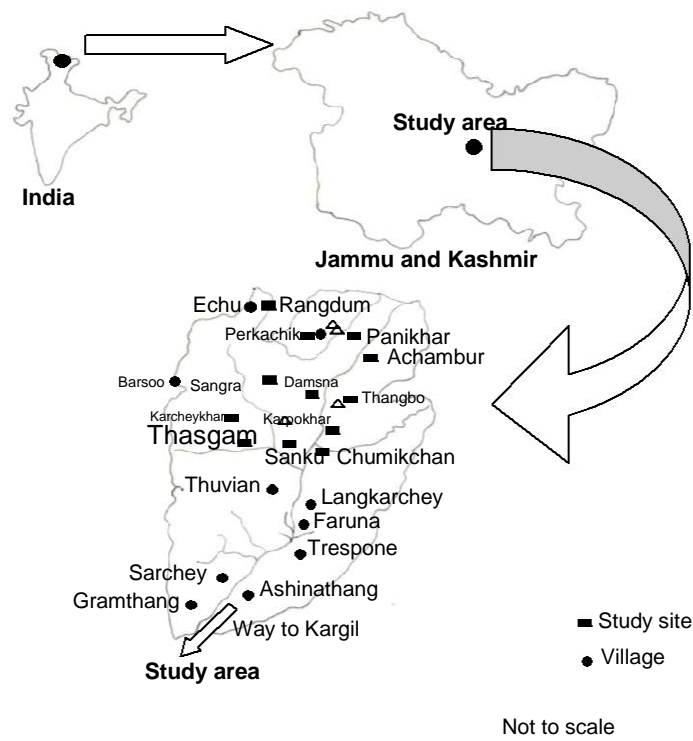 Study area
India
Jammu and Kashmir
Echu
Rangdum
Perkachik
Panikhar
Achambur
Barsoo
Sangra
Damsna
Thangbo
Karcheykhar
Karpokhar
Thasgam
Sanku
Chumikchan
Thuvian
Langkarchey
Faruna
Trespone
Sarchey
Ashinathang
Gramthang
Way to Kargil
Study area
Study site
Village
Not to scale